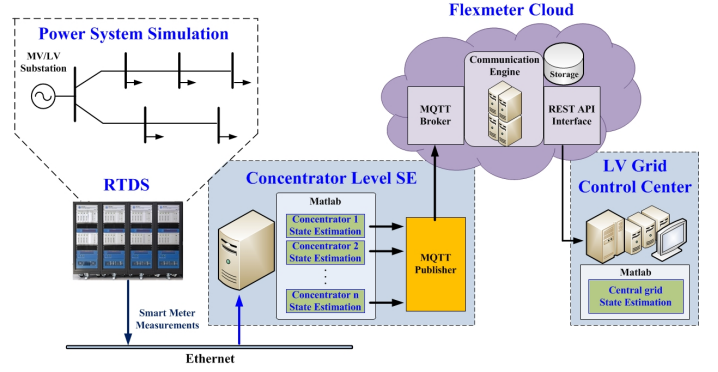 Power System Simulation
MV/LV
Substation
RTDS
Smart Meter
Measurements
Ethernet
Concentrator Level SE
Matlab
Concentrator 1
State Estimation
Concentrator 2
State Estimation
Concentrator n
State Estimation
MQTT
Publisher
Flexmeter Cloud
Communication
Engine
Storage
MQTT
Broker
REST API
Interface
LV Grid
Control Center
Matlab
Central grid
State Estimation